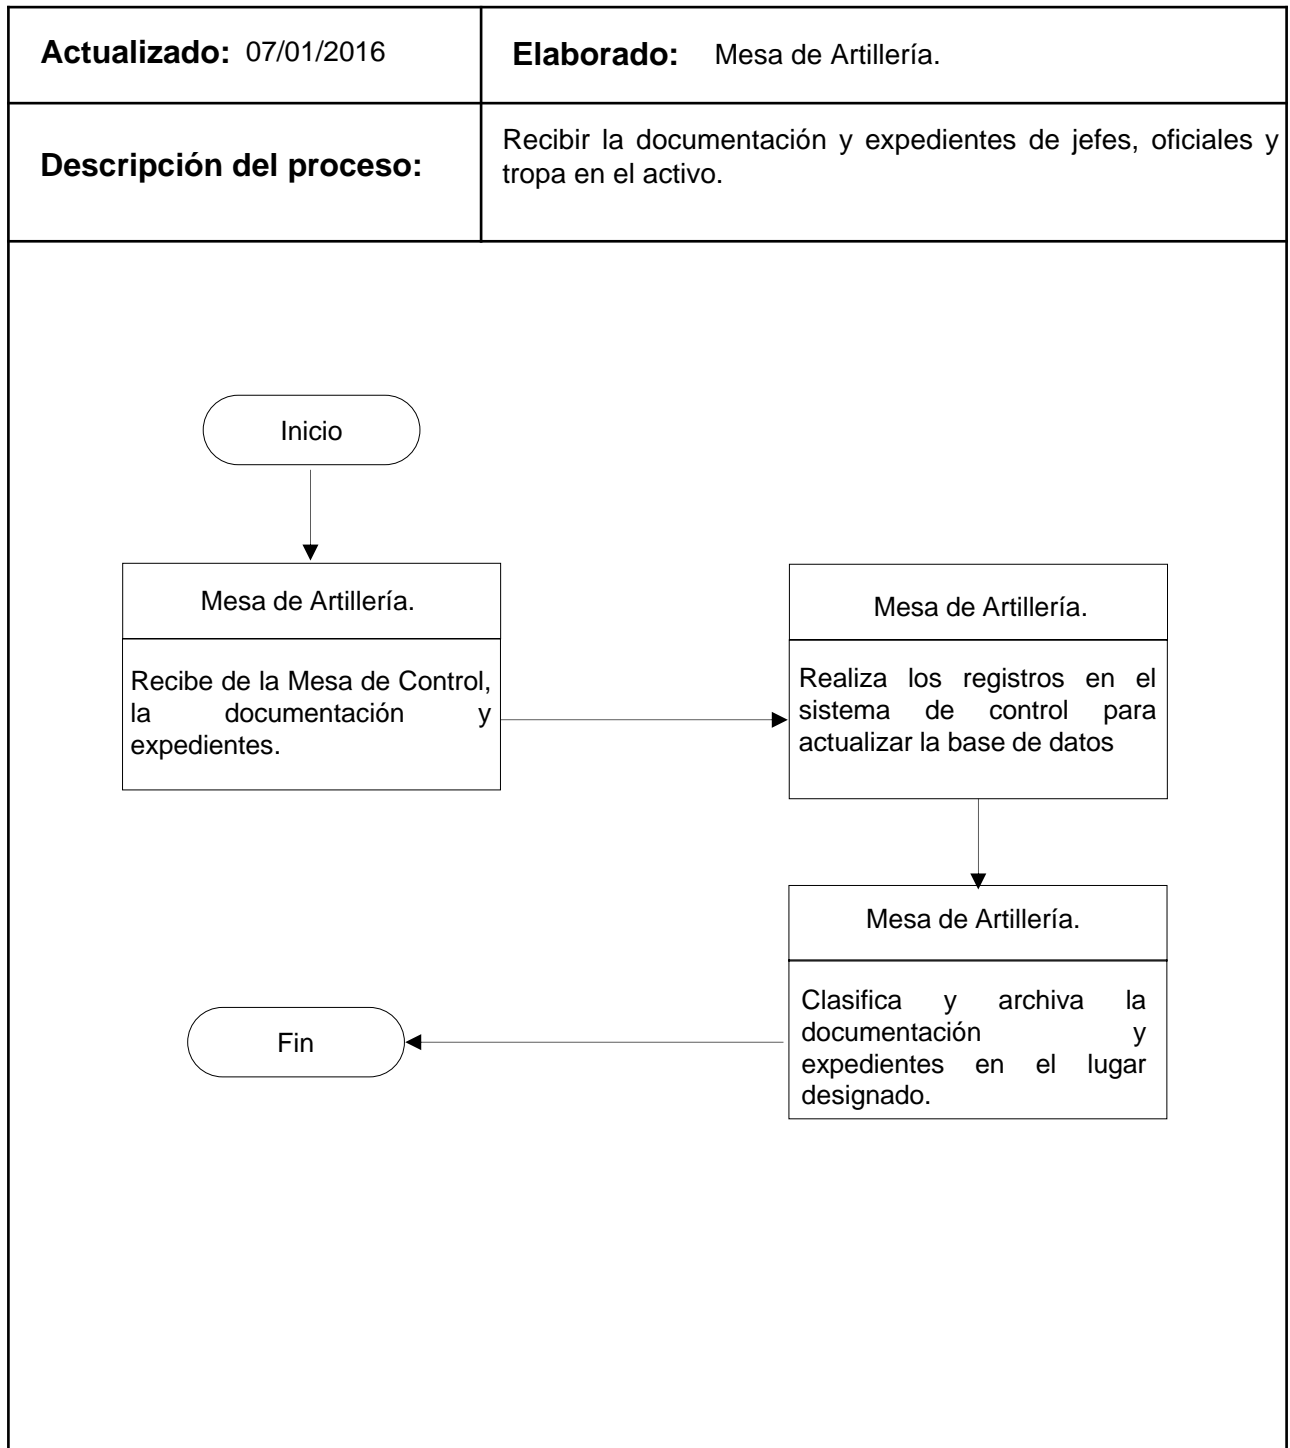 Actualizado: 07/01/2016
Elaborado: Mesa de Artillería.
Descripción del proceso:
Recibir la documentación y expedientes de jefes, oficiales y
tropa en el activo.
Inicio
Mesa de Artillería.
Recibe de la Mesa de Control,
la documentación y
expedientes.
Mesa de Artillería.
Realiza los registros en el
sistema de control para
actualizar la base de datos
Mesa de Artillería.
Clasifica y archiva la
documentación y
expedientes en el lugar
designado.
Fin